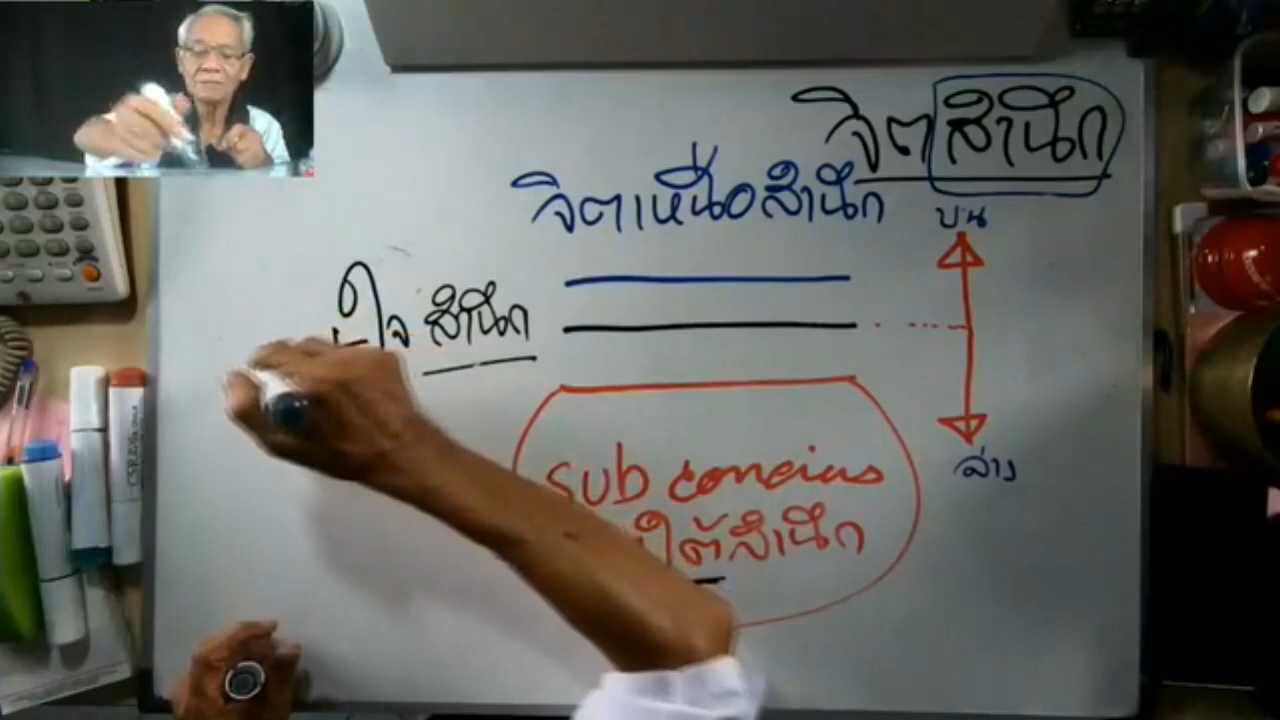 จิตสำนึก
จิตเหนือสำนึก
บน
ใจ สำนึก
sub concius
ใต้สำนึก
ล่าง